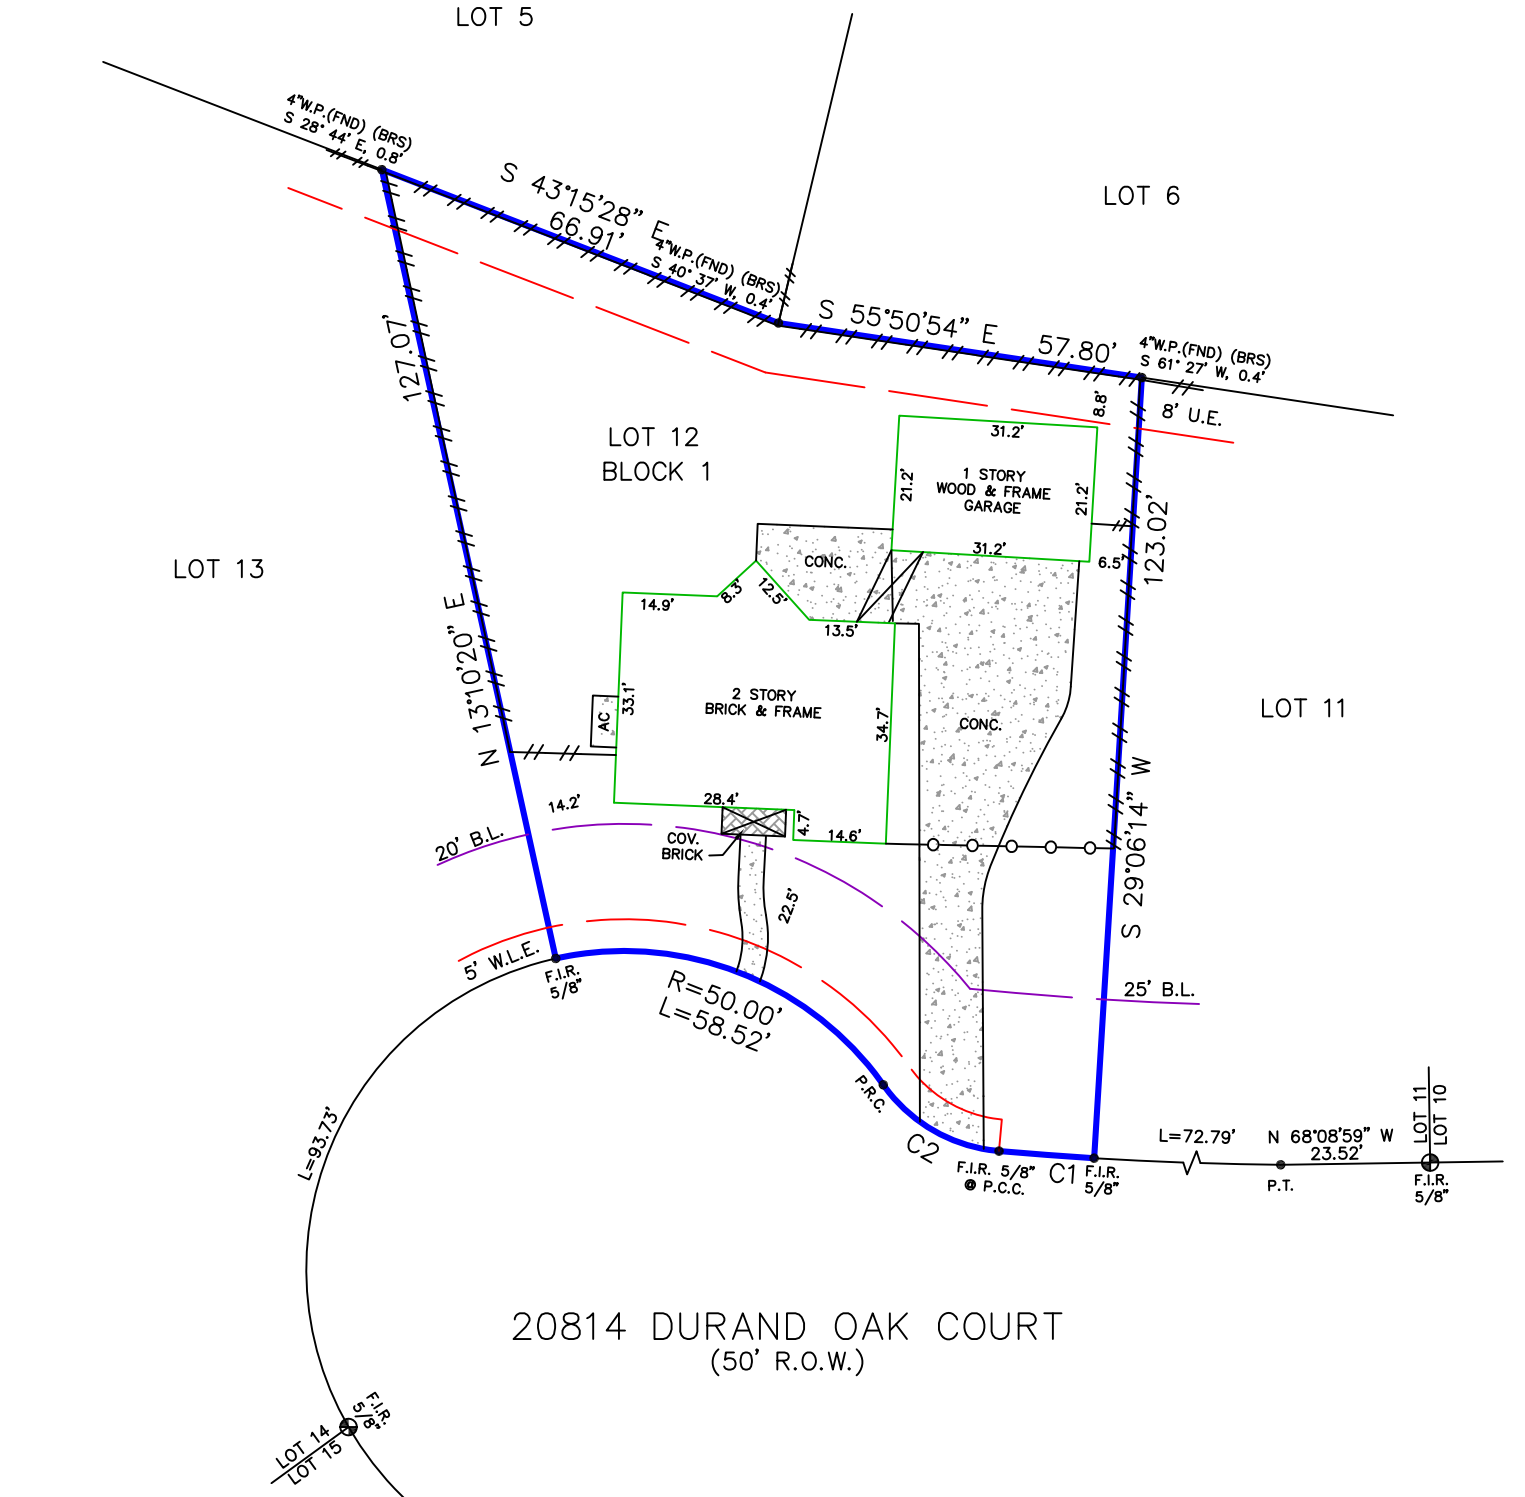 LOT 5
4"W.P.(FND) (BRS)
S 28° 44' E, 0.8'
S 43°15'28" E
66.91'
LOT 6
4"W.P.(FND) (BRS)
S 40° 37' W, 0.4'
S 55°50'54" E 57.80'
4"W.P.(FND) (BRS)
S 61° 27' W, 0.4'
8' U.E.
8.8'
127.07'
LOT 12
BLOCK 1
31.2'
21.2'
1 STORY
WOOD & FRAME
GARAGE
21.2'
31.2'
6.5'
123.02'
LOT 13
CONC.
14.9'
8.3'
12.5'
13.5'
N 13°10'20" E
33.1'
AC
2 STORY
BRICK & FRAME
34.7'
CONC.
LOT 11
S 29°06'14" W
14.2'
28.4'
4.7'
14.6'
20' B.L.
COV.
BRICK
22.5'
5' W.L.E.
F.I.R.
5/8"
25' B.L.
R=50.00'
L=58.52'
P.R.C.
C2
F.I.R. 5/8"
@ P.C.C.
C1
F.I.R.
5/8"
L=72.79'
N 68°08'59" W
23.52'
P.T.
LOT 11
LOT 10
F.I.R.
5/8"
L=93.73'
20814 DURAND OAK COURT
(50' R.O.W.)
F.I.R.
5/8"
LOT 14
LOT 15